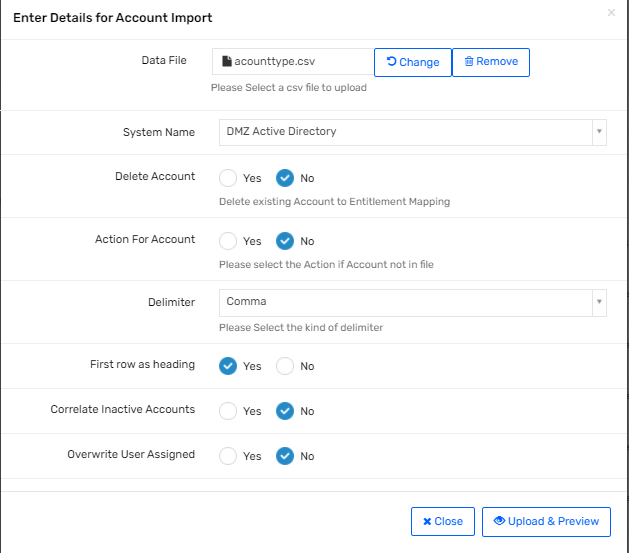 Enter Details for Account Import
×
Data File
acounttype.csv
Change
Remove
Please Select a csv file to upload
System Name
DMZ Active Directory
Delete Account
Yes
No
Delete existing Account to Entitlement Mapping
Action For Account
Yes
No
Please select the Action if Account not in file
Delimiter
Comma
Please Select the kind of delimiter
First row as heading
Yes
No
Correlate Inactive Accounts
Yes
No
Overwrite User Assigned
Yes
No
Close
Upload & Preview